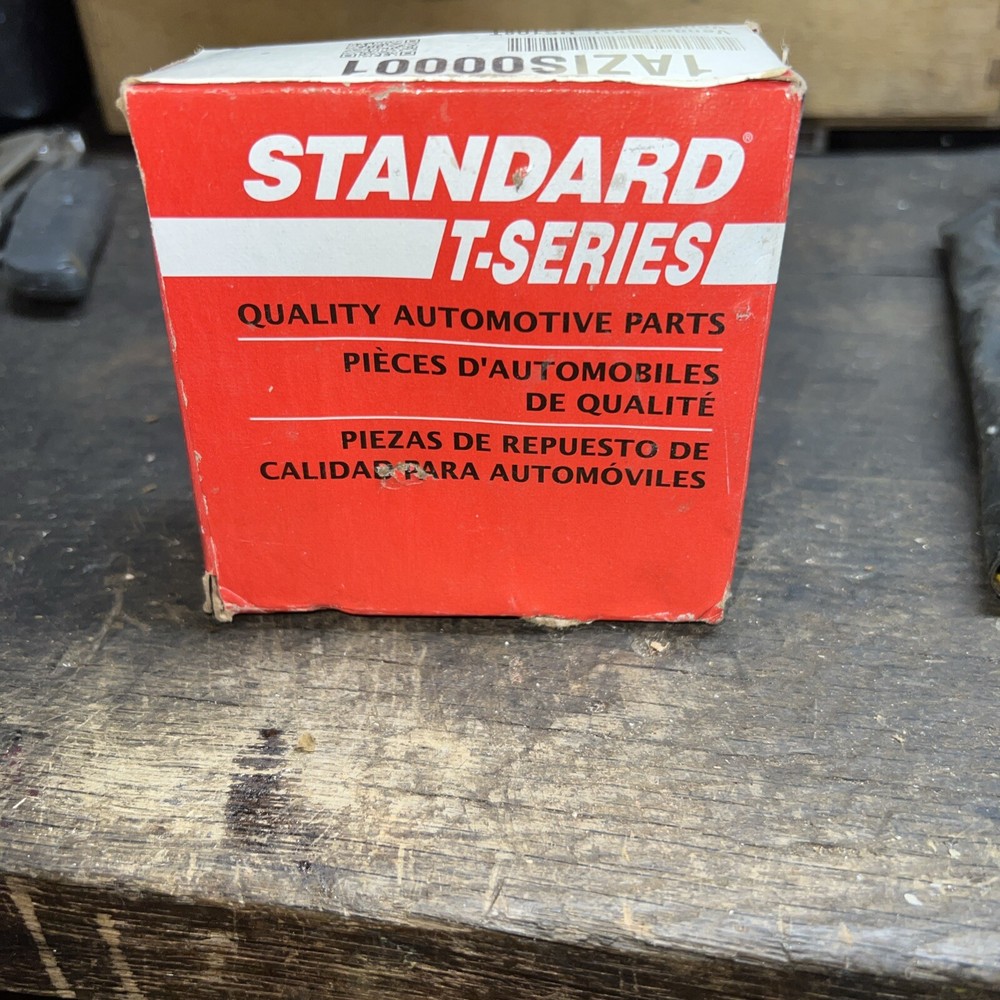 1AZIS00001
STANDARD®
T-SERIES
QUALITY AUTOMOTIVE PARTS
PIÈCES D'AUTOMOBILES
DE QUALITÉ
PIEZAS DE REPUESTO DE
CALIDAD PARA AUTOMÓVILES